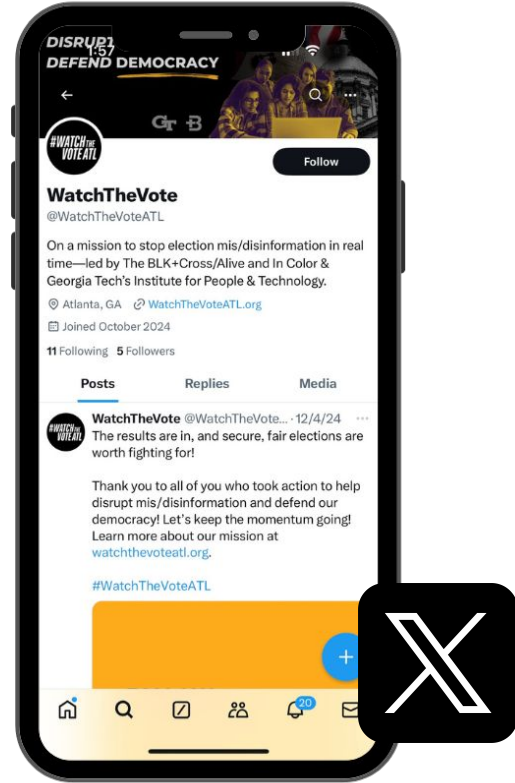 DISRUPT
1:57
DEFEND DEMOCRACY
GT B
#WATCH THE
VOTE ATL
Follow
WatchTheVote
@WatchTheVoteATL
On a mission to stop election mis/disinformation in real
time—led by The BLK+Cross/Alive and In Color &
Georgia Tech's Institute for People & Technology.
Atlanta, GA WatchTheVoteATL.org
Joined October 2024
11 Following 5 Followers
Posts Replies Media
#WATCH THE
VOTE ATL
WatchTheVote @WatchTheVote... · 12/4/24
The results are in, and secure, fair elections are
worth fighting for!
Thank you to all of you who took action to help
disrupt mis/disinformation and defend our
democracy! Let's keep the momentum going!
Learn more about our mission at
watchthevoteatl.org.
#WatchTheVoteATL
20
X